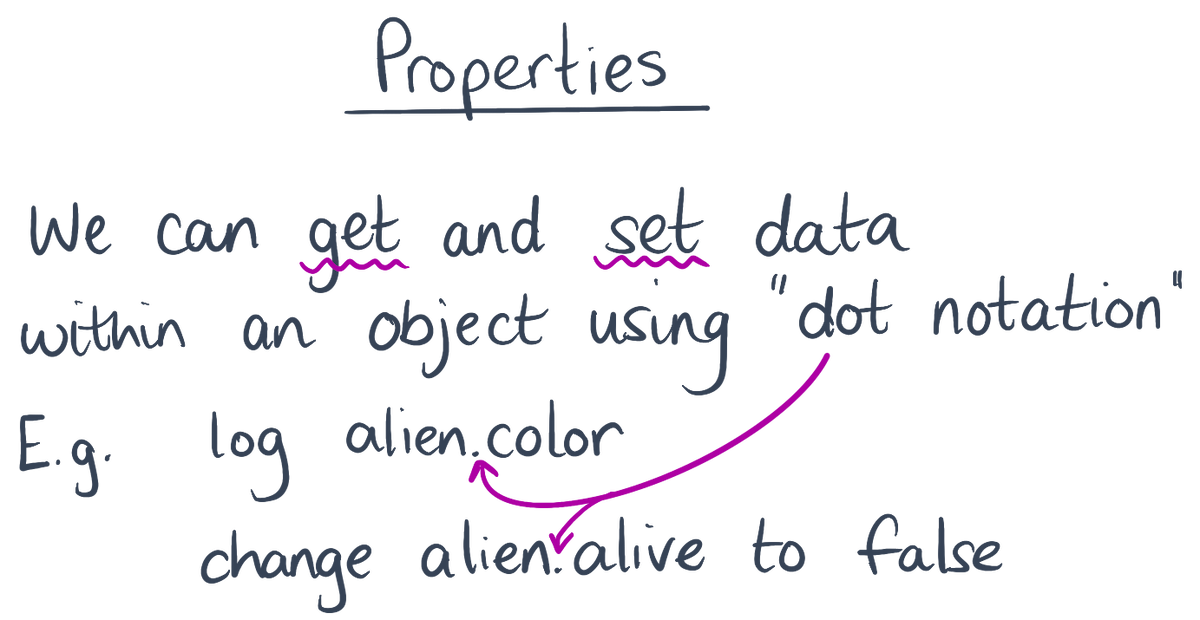 Properties
We can get and set data
within an object using "dot notation"
E.g. log alien.color
change alien.alive to false